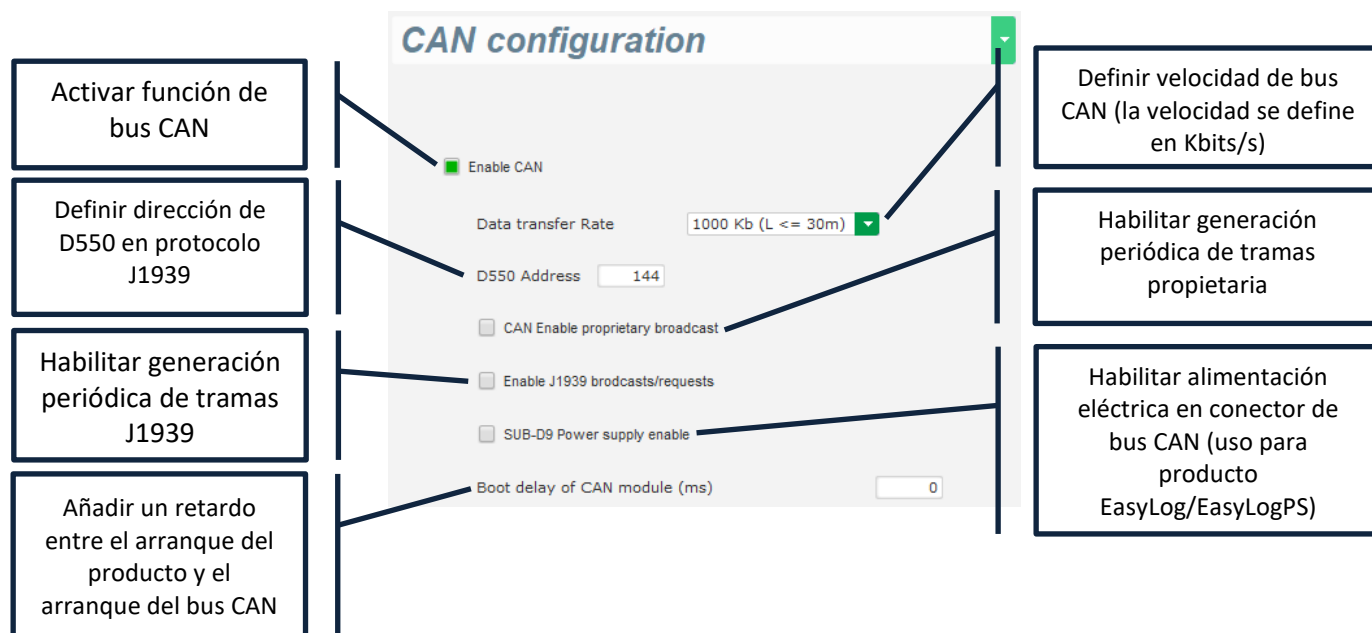 CAN configuration
Activar función de
bus CAN
Definir dirección de
D550 en protocolo
J1939
Habilitar generación
periódica de tramas
J1939
Añadir un retardo
entre el arranque del
producto y el
arranque del bus CAN
Enable CAN
Data transfer Rate 1000 Kb (L <= 30m)
D550 Address 144
CAN Enable proprietary broadcast
Enable J1939 brodcasts/requests
SUB-D9 Power supply enable
Boot delay of CAN module (ms) 0
Definir velocidad de bus
CAN (la velocidad se define
en Kbits/s)
Habilitar generación
periódica de tramas
propietaria
Habilitar alimentación
eléctrica en conector de
bus CAN (uso para
producto
EasyLog/EasyLogPS)